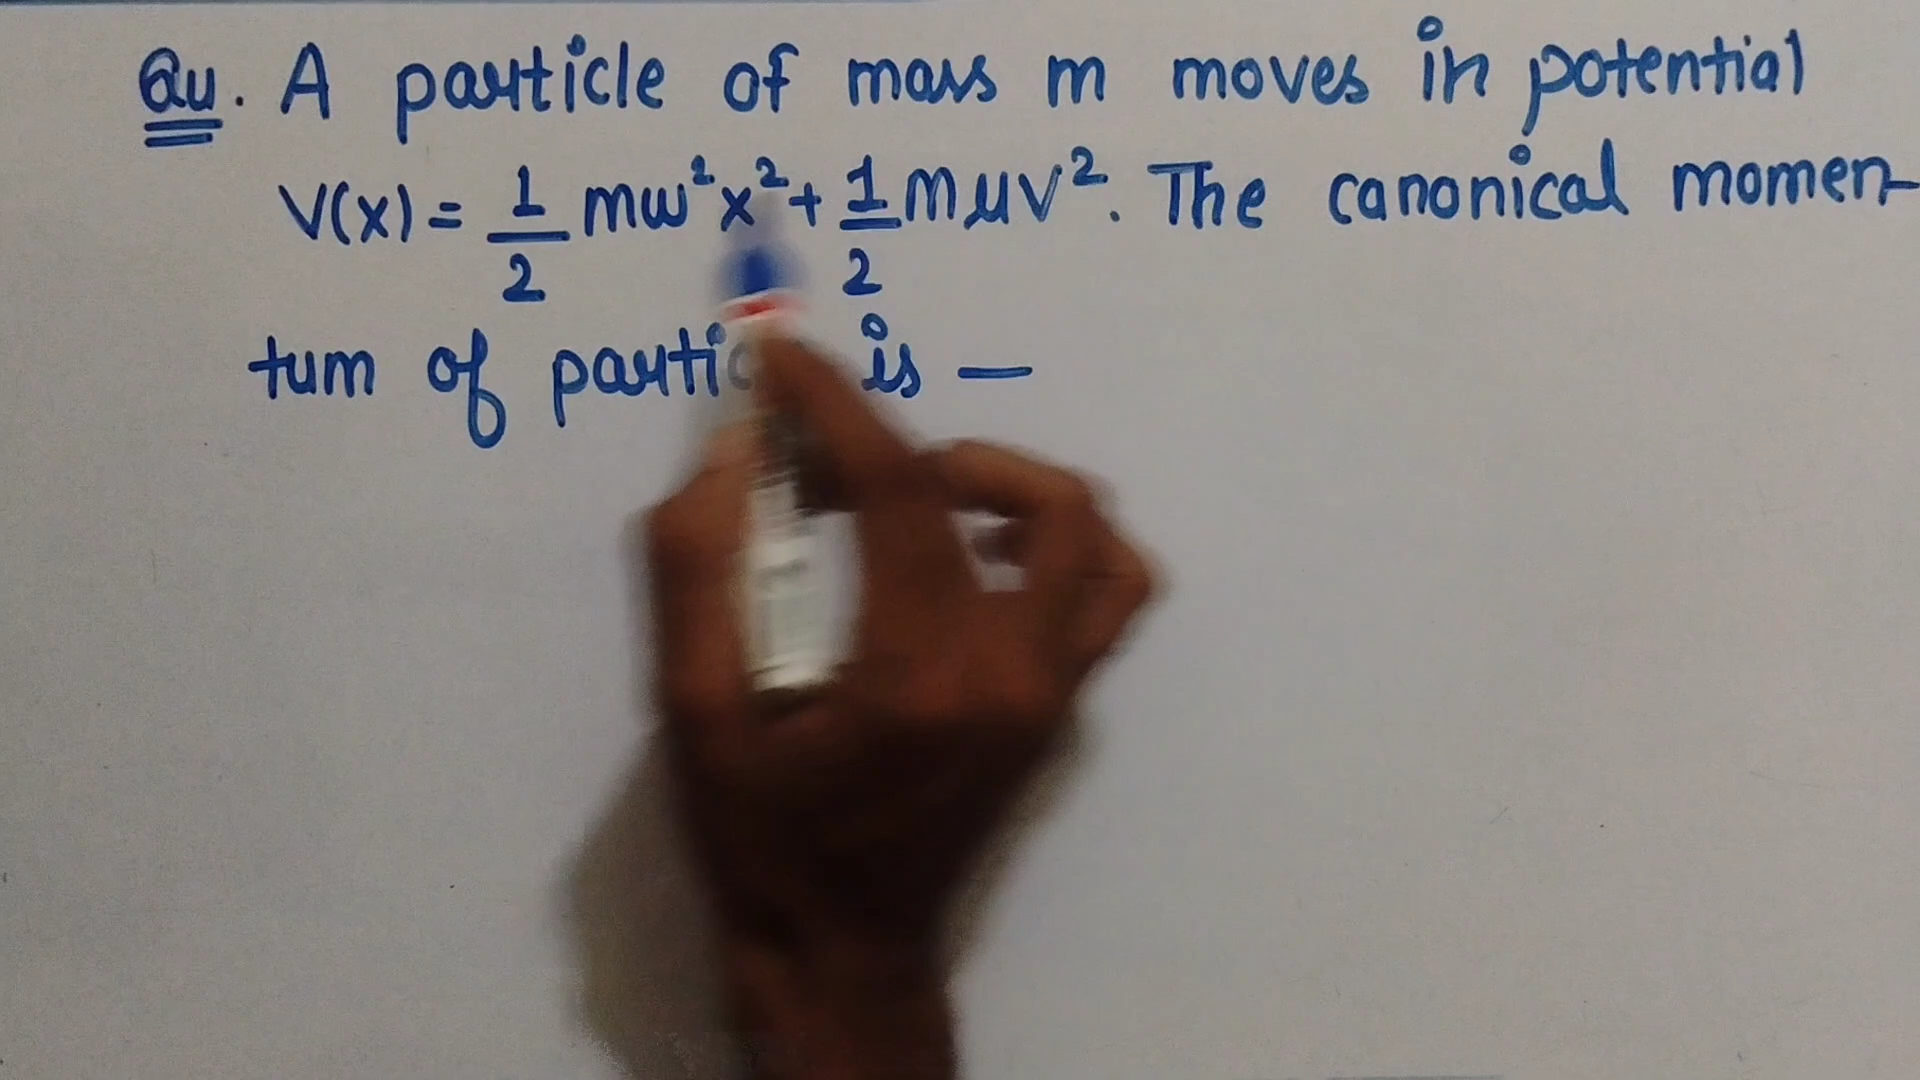 Qu. A particle of mass m moves in potential
V(x) = 1/2 mω²x² + 1/2 mμv². The canonical momen-
tum of is —